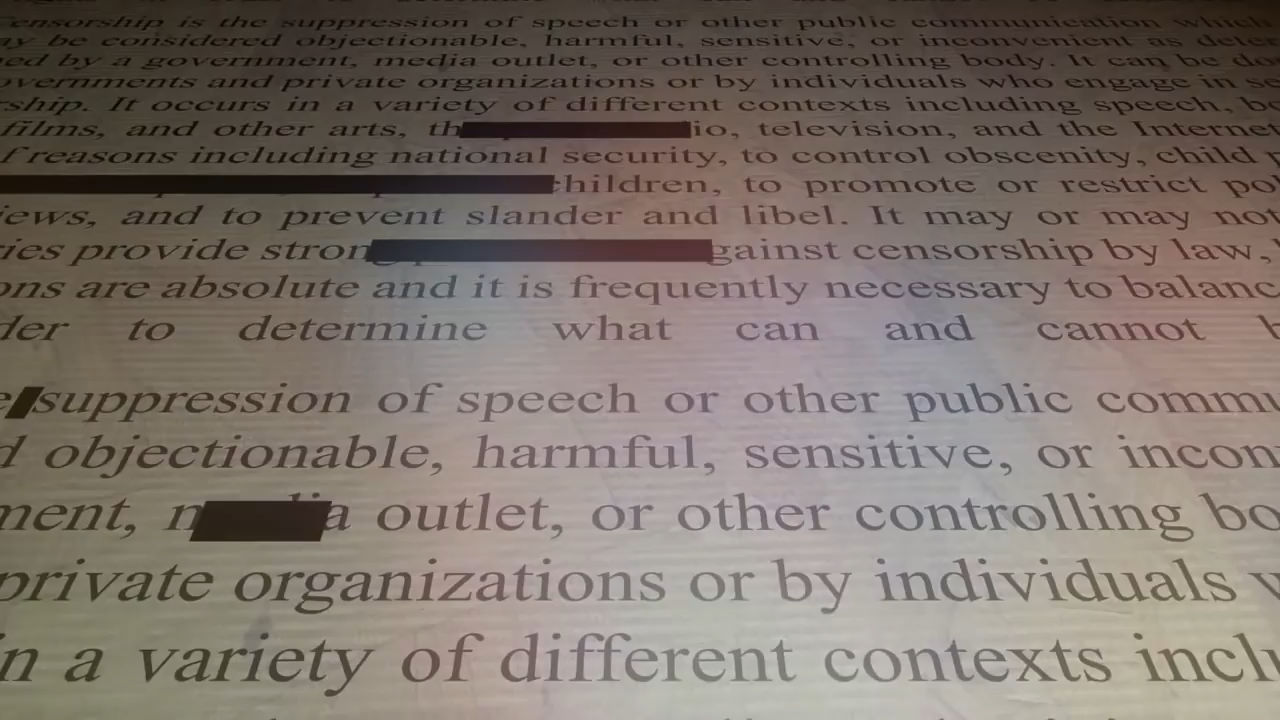 ensorship is the suppression of speech or other public communication which,
ay be considered objectionable, harmful, sensitive, or inconvenient as deter
ned by a government, media outlet, or other controlling body. It can be don
overnments and private organizations or by individuals who engage in se
rship. It occurs in a variety of different contexts including speech, bo
films, and other arts, th io, television, and the Internet
f reasons including national security, to control obscenity, child p
children, to promote or restrict pol
iews, and to prevent slander and libel. It may or may not
ries provide stron gainst censorship by law,
ons are absolute and it is frequently necessary to balanc
der to determine what can and cannot b
e suppression of speech or other public commu
d objectionable, harmful, sensitive, or incon
ment, m a outlet, or other controlling bo
private organizations or by individuals w
in a variety of different contexts inclu